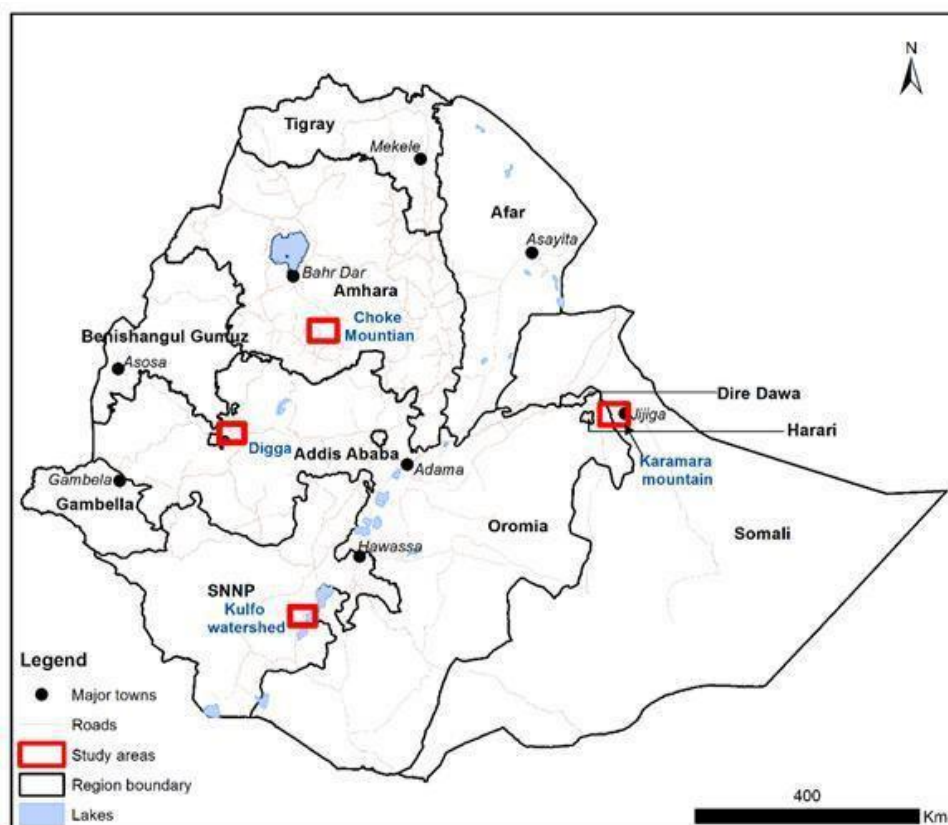 N
Tigray
Mekele
Afar
Asayita
Bahr Dar
Amhara
Choke
Mountian
Benishangul Gumuz
Asosa
Dire Dawa
Jijiga
Harari
Digga
Addis Ababa
Adama
Karamara
mountain
Gambela
Gambella
Oromia
Somali
Hawassa
SNNP
Kulfo
watershed
Legend
Major towns
Roads
Study areas
Region boundary
Lakes
400
Km